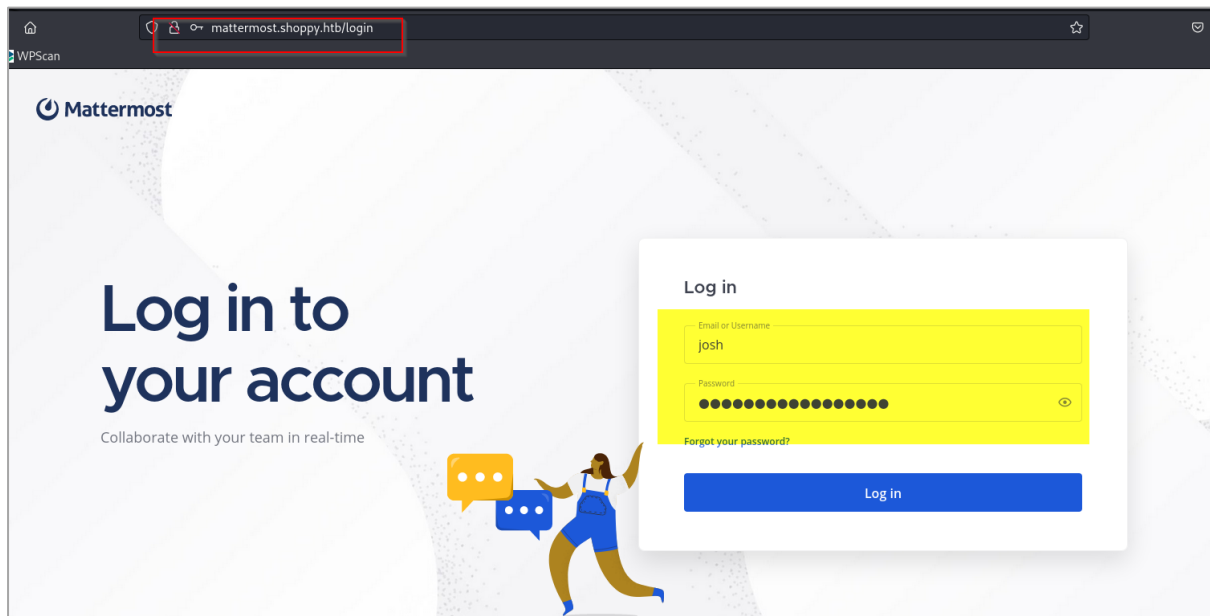 mattermost.shoppy.htb/login
WPScan
Mattermost
Log in to
your account
Collaborate with your team in real-time
Log in
Email or Username
josh
Password
●●●●●●●●●●●●●●●●●
Forgot your password?
Log in